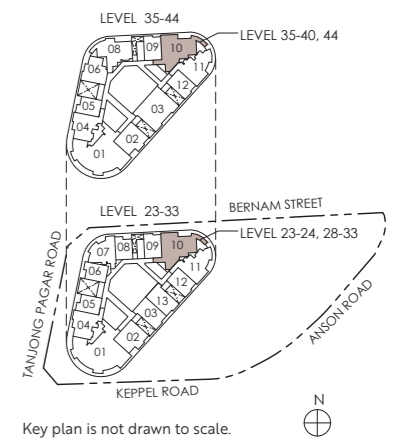 LEVEL 35-44
LEVEL 35-40, 44
08 09 10
06 11
12
05 03
04 02
01
LEVEL 23-33
BERNAM STREET
LEVEL 23-24, 28-33
07 08 09 10
06 11
12
05 13
04 03
02
01
TANJONG PAGAR ROAD
ANSON ROAD
KEPPEL ROAD
Key plan is not drawn to scale.
N